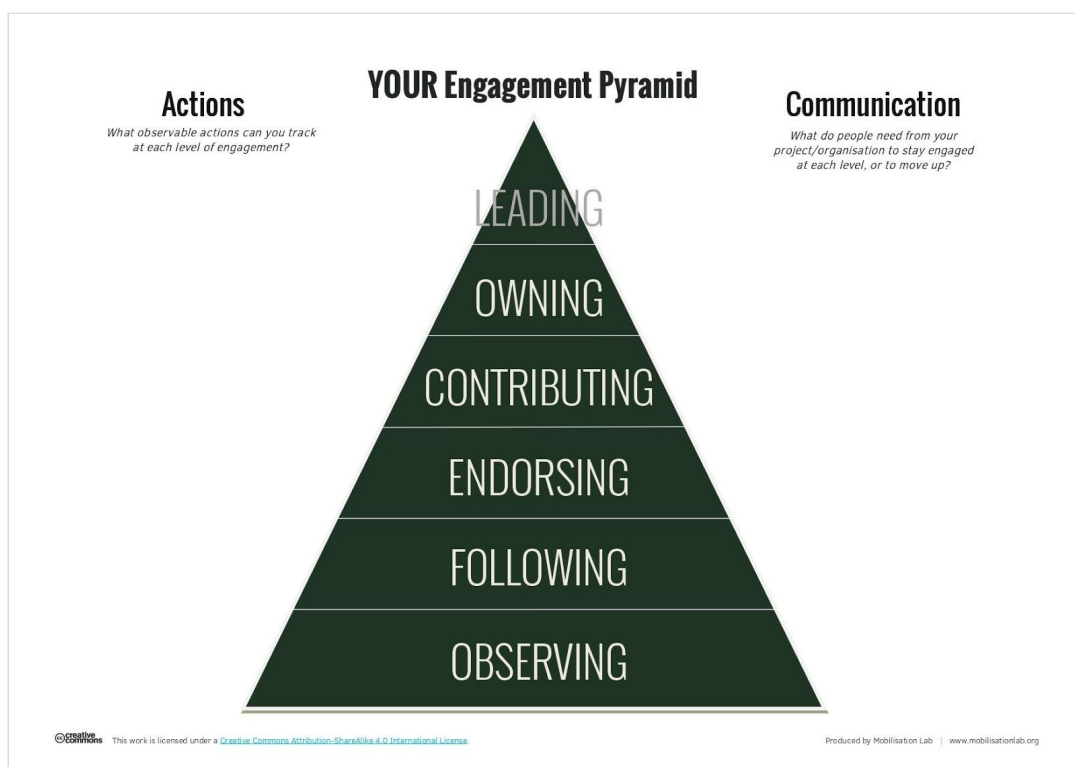 YOUR Engagement Pyramid
Actions
What observable actions can you track
at each level of engagement?
Communication
What do people need from your
project/organisation to stay engaged
at each level, or to move up?
LEADING
OWNING
CONTRIBUTING
ENDORSING
FOLLOWING
OBSERVING
cc creative commons
This work is licensed under a Creative Commons Attribution-ShareAlike 4.0 International License.
Produced by Mobilisation Lab | www.mobilisationlab.org